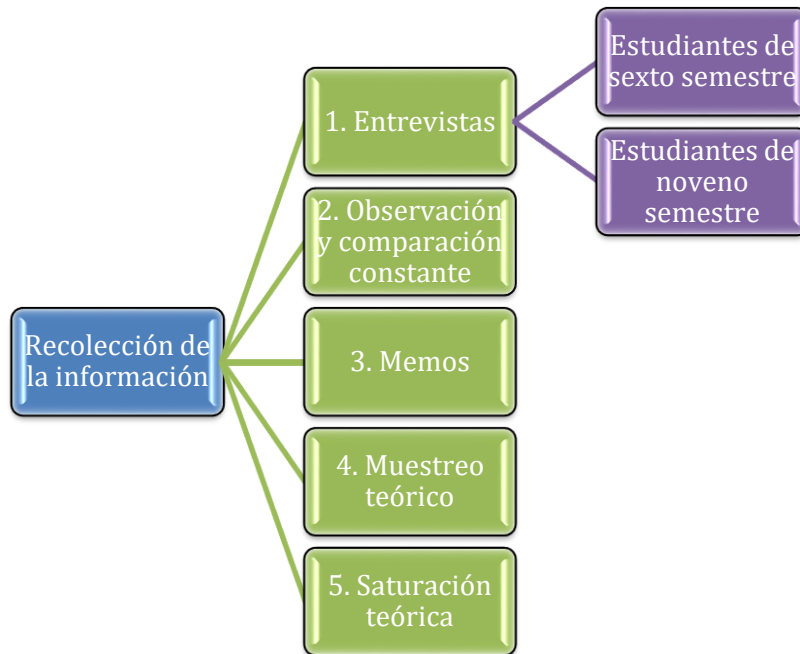 Recolección de
la información
1. Entrevistas
Estudiantes de
sexto semestre
Estudiantes de
noveno
semestre
2. Observación
y comparación
constante
3. Memos
4. Muestreo
teórico
5. Saturación
teórica